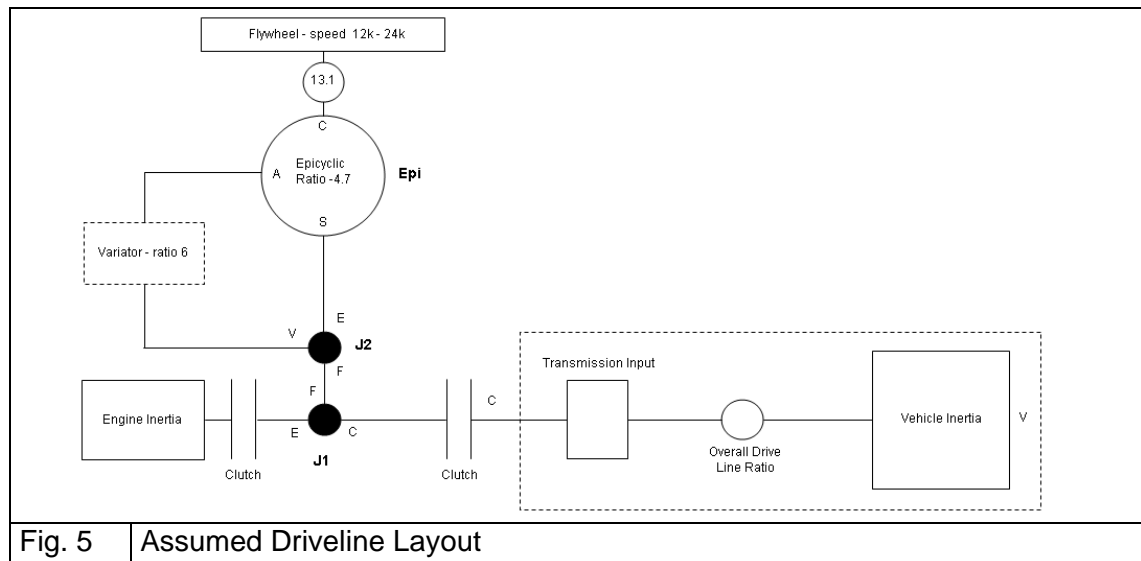 Flywheel - speed 12k - 24k
13.1
C
Epicyclic
Ratio -4.7
A
Epi
S
Variator - ratio 6
E
V
J2
F
Transmission Input
F
C
Engine Inertia
Vehicle Inertia
V
E
C
Overall Drive
Line Ratio
J1
Clutch
Clutch
Fig. 5
Assumed Driveline Layout